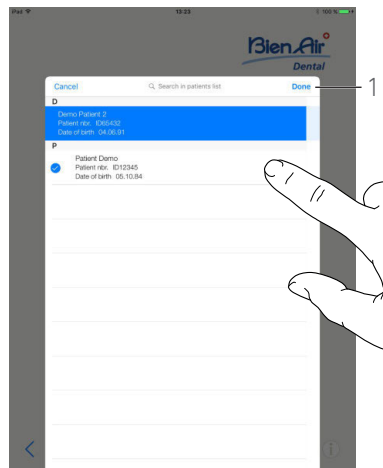 iPad 13:23 100 %
Bien Air
Dental
Cancel Search in patients list Done 1
D
Demo Patient 2
Patient nbr. ID65432
Date of birth 04.06.91
P
Patient Demo
Patient nbr. ID12345
Date of birth 05.10.84